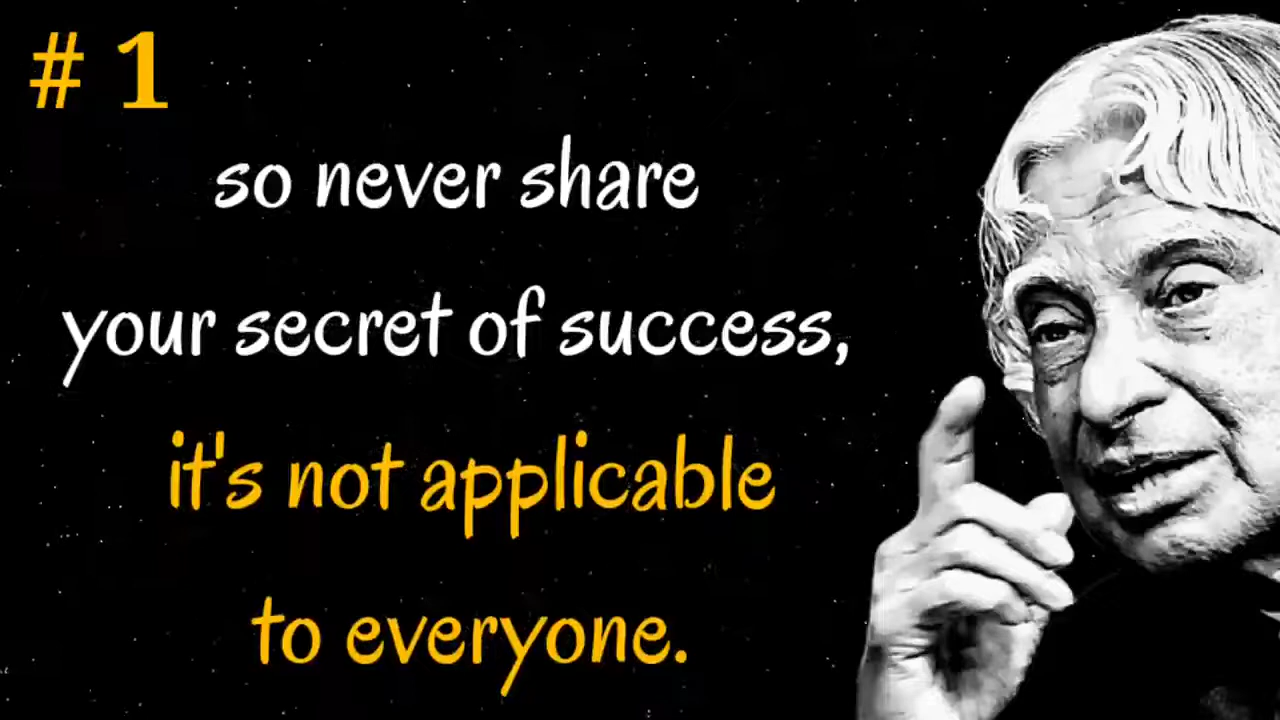 # 1
so never share
your secret of success,
it's not applicable
to everyone.